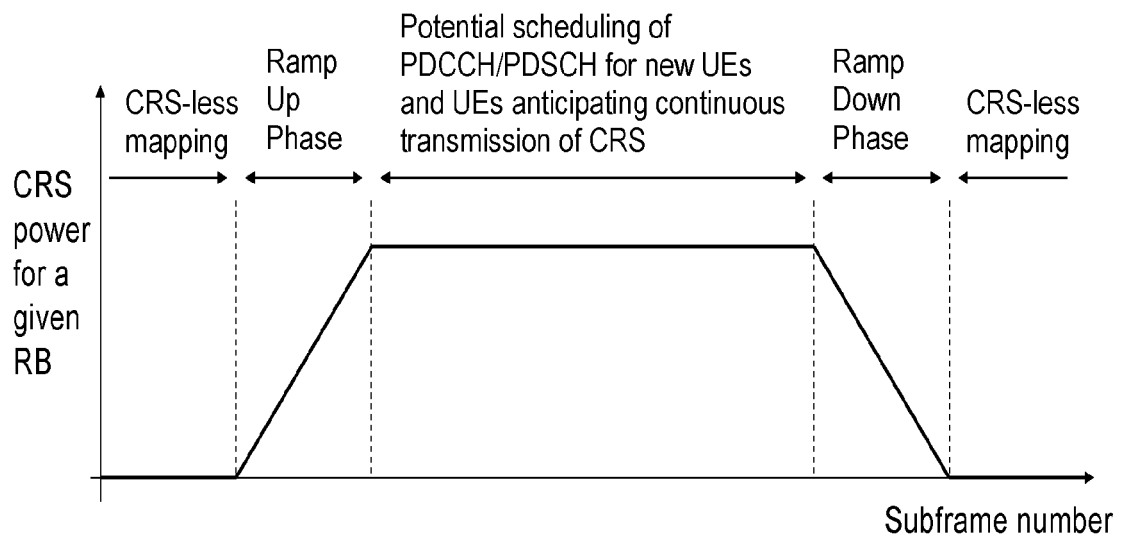 CRS-less
mapping
Ramp
Up
Phase
Potential scheduling of
PDCCH/PDSCH for new UEs
and UEs anticipating continuous
transmission of CRS
Ramp
Down
Phase
CRS-less
mapping
CRS
power
for a
given
RB
Subframe number